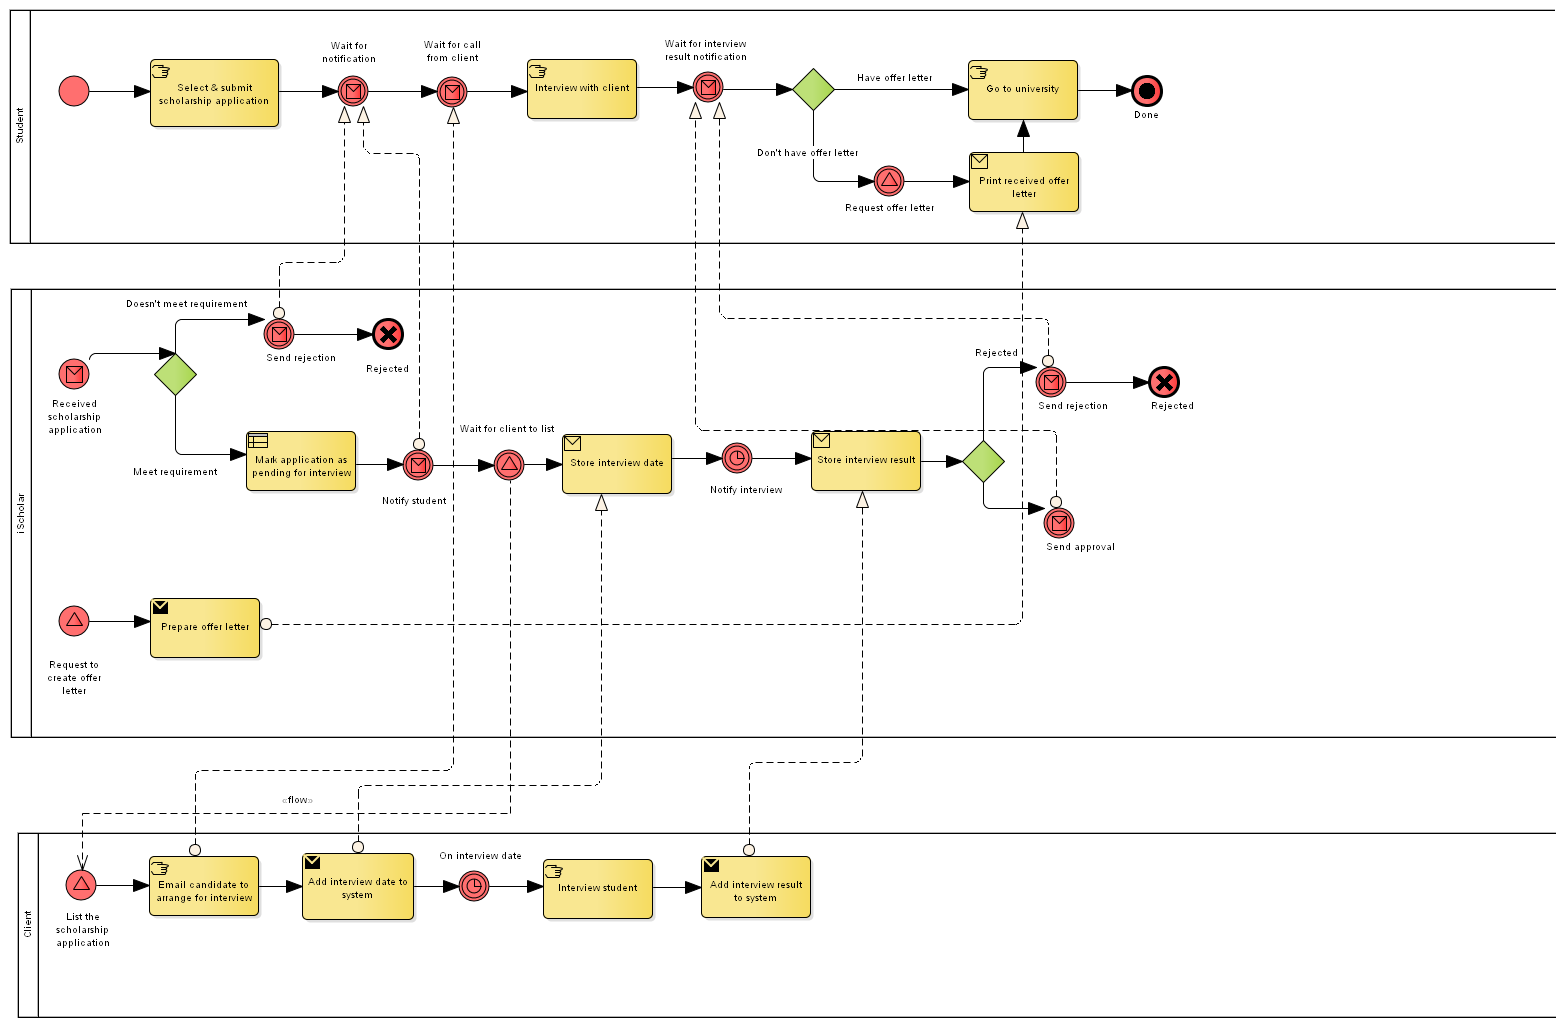 Student
Wait for
notification
Wait for call
from client
Wait for interview
result notification
Select & submit
scholarship application
Interview with client
Have offer letter
Go to university
Done
Don't have offer letter
Request offer letter
Print received offer
letter
iScholar
Doesn't meet requirement
Send rejection
Rejected
Received
scholarship
application
Meet requirement
Mark application as
pending for interview
Notify student
Wait for client to list
Store interview date
Notify interview
Store interview result
Rejected
Send rejection
Rejected
Send approval
Request to
create offer
letter
Prepare offer letter
«flow»
Client
List the
scholarship
application
Email candidate to
arrange for interview
Add interview date to
system
On interview date
Interview student
Add interview result
to system